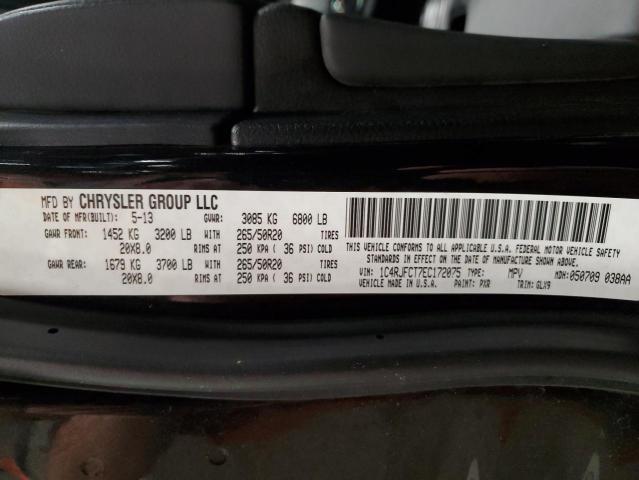 MFD BY CHRYSLER GROUP LLC
DATE OF MFR(BUILT): 5-13 GVWR: 3085 KG 6800 LB
GAWR FRONT: 1452 KG 3200 LB WITH 265/50R20 TIRES
20X8.0 RIMS AT 250 KPA ( 36 PSI) COLD
GAWR REAR: 1679 KG 3700 LB WITH 265/50R20 TIRES
20X8.0 RIMS AT 250 KPA ( 36 PSI) COLD
THIS VEHICLE CONFORMS TO ALL APPLICABLE U.S.A. FEDERAL MOTOR VEHICLE SAFETY
STANDARDS IN EFFECT ON THE DATE OF MANUFACTURE SHOWN ABOVE.
VIN: 1C4RJFCT7EC172075 TYPE: MPV MDH: 050709 038AA
VEHICLE MADE IN U.S.A. PAINT: PXR TRIM: GLX9